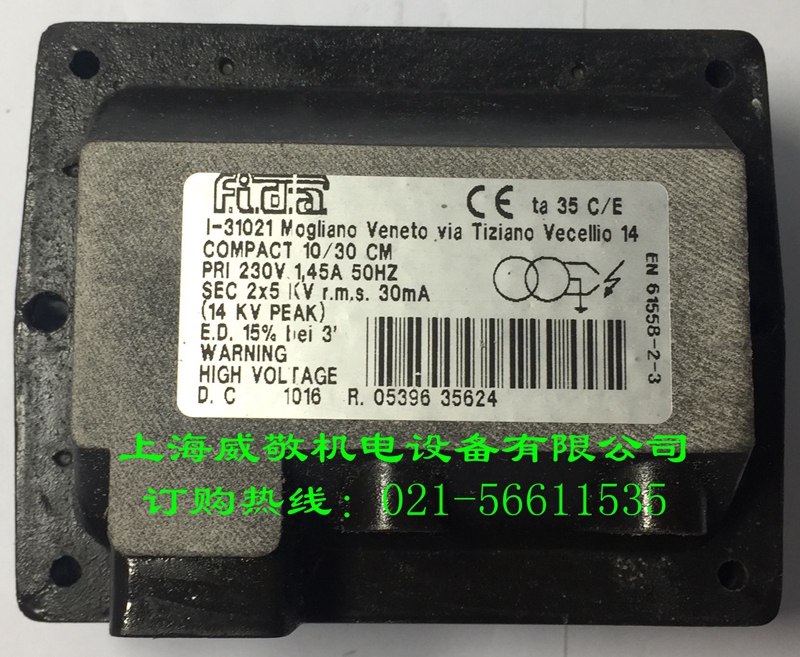 f.i.d.a
CE ta 35 C/E
I-31021 Mogliano Veneto via Tiziano Vecellio 14
COMPACT 10/30 CM
PRI 230V 1,45A 50HZ
SEC 2x5 KV r.m.s. 30mA
(14 KV PEAK)
E.D. 15% bei 3'
WARNING
HIGH VOLTAGE
D. C 1016 R. 05396 35624
EN 61558-2-3
上海威敬机电设备有限公司
订购热线：021-56611535